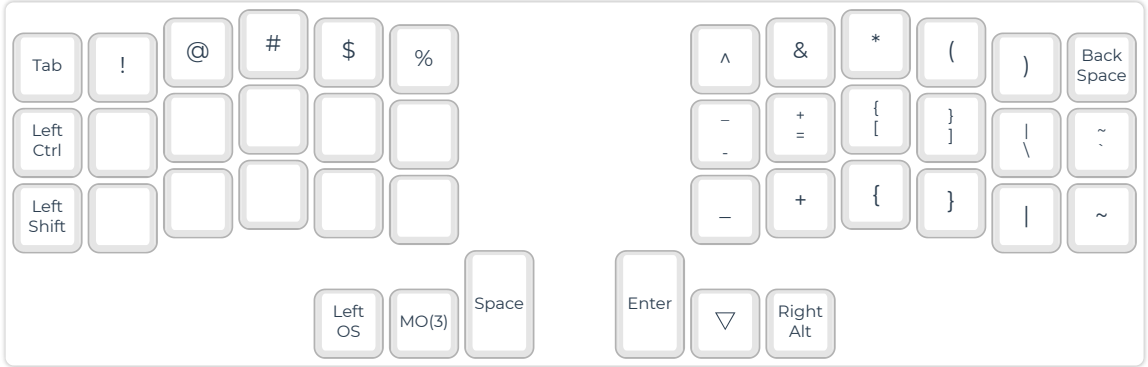 Tab ! @ # $ % ^ & * ( ) Back Space
Left Ctrl _ - + = { [ } ] | \ ~ `
Left Shift _ + { } | ~
Left OS MO(3) Space Enter ▽ Right Alt